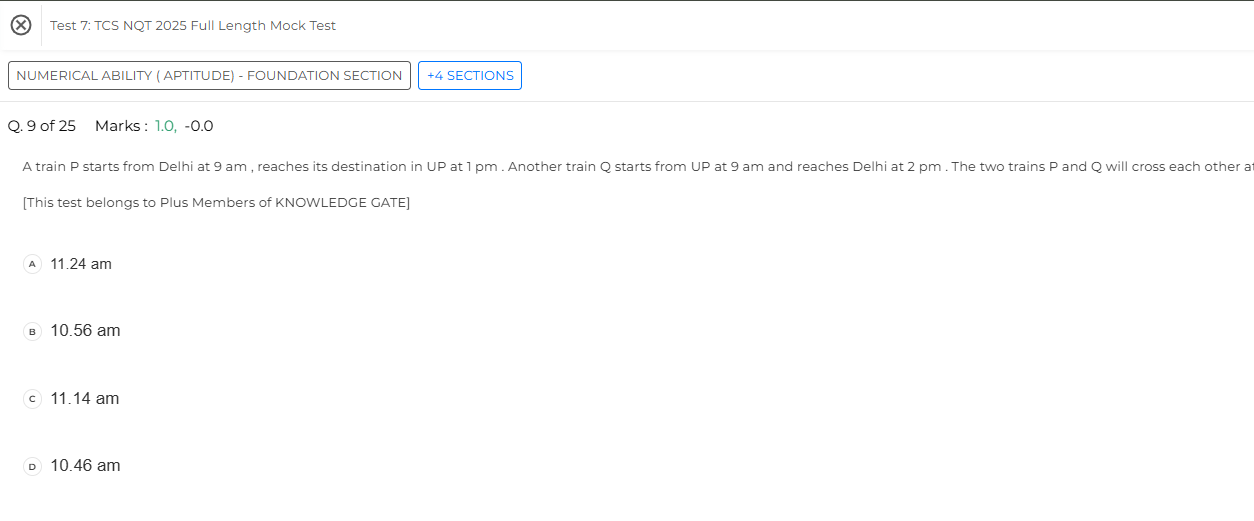 Test 7: TCS NQT 2025 Full Length Mock Test
NUMERICAL ABILITY ( APTITUDE) - FOUNDATION SECTION
+4 SECTIONS
Q. 9 of 25 Marks : 1.0, -0.0
A train P starts from Delhi at 9 am , reaches its destination in UP at 1 pm . Another train Q starts from UP at 9 am and reaches Delhi at 2 pm . The two trains P and Q will cross each other at
[This test belongs to Plus Members of KNOWLEDGE GATE]
A 11.24 am
B 10.56 am
C 11.14 am
D 10.46 am